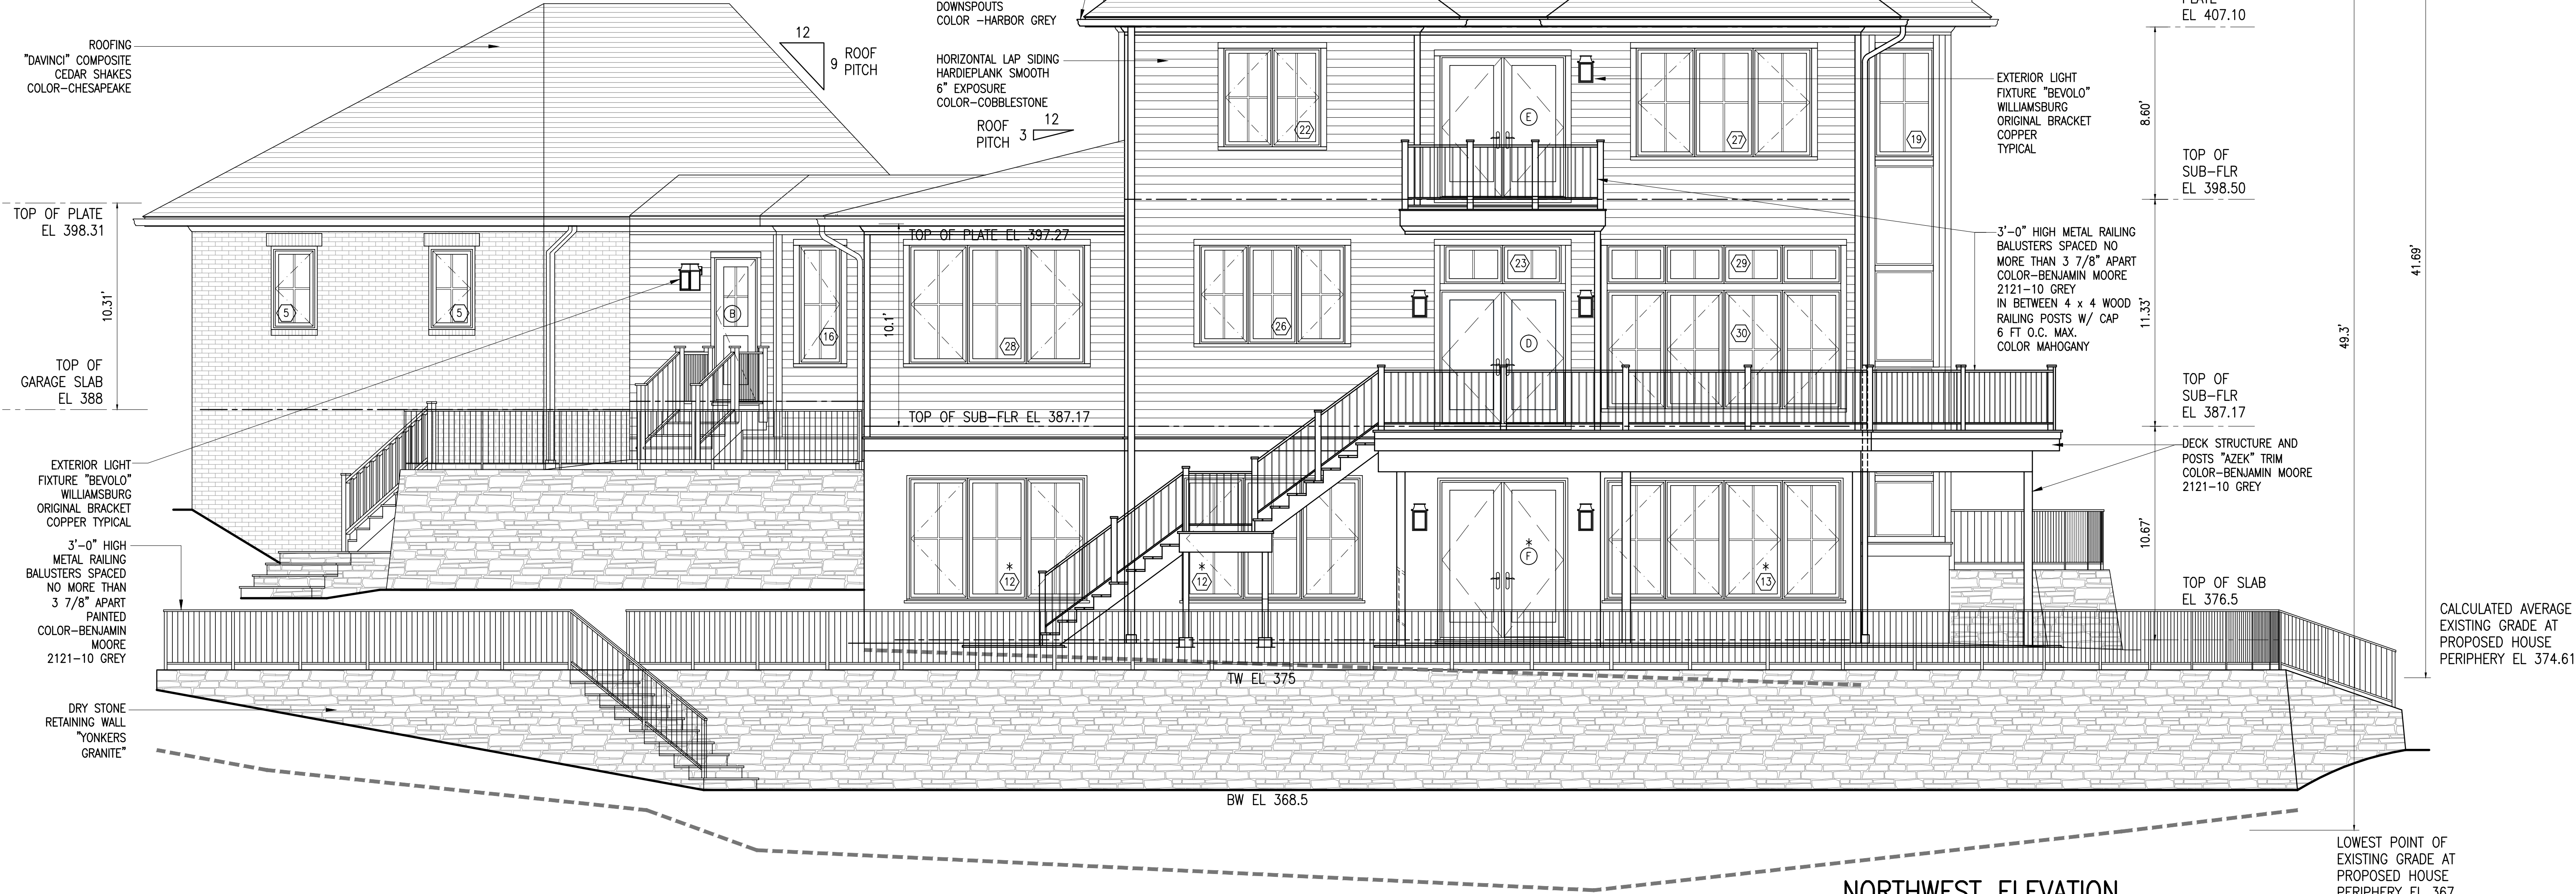 DOWNSPOUTS
COLOR -HARBOR GREY
EL 407.10
ROOFING
"DAVINCI" COMPOSITE
CEDAR SHAKES
COLOR-CHESAPEAKE
12
9
ROOF
PITCH
HORIZONTAL LAP SIDING
HARDIEPLANK SMOOTH
6" EXPOSURE
COLOR-COBBLESTONE
ROOF
PITCH
3
12
22
E
27
19
EXTERIOR LIGHT
FIXTURE "BEVOLO"
WILLIAMSBURG
ORIGINAL BRACKET
COPPER
TYPICAL
8.60'
TOP OF
SUB-FLR
EL 398.50
TOP OF PLATE
EL 398.31
10.31'
TOP OF
GARAGE SLAB
EL 388
5
5
B
16
TOP OF PLATE EL 397.27
10.1'
28
TOP OF SUB-FLR EL 387.17
26
23
D
29
30
3'-0" HIGH METAL RAILING
BALUSTERS SPACED NO
MORE THAN 3 7/8" APART
COLOR-BENJAMIN MOORE
2121-10 GREY
IN BETWEEN 4 x 4 WOOD
RAILING POSTS W/ CAP
6 FT O.C. MAX.
COLOR MAHOGANY
11.33'
41.69'
49.3'
TOP OF
SUB-FLR
EL 387.17
DECK STRUCTURE AND
POSTS "AZEK" TRIM
COLOR-BENJAMIN MOORE
2121-10 GREY
10.67'
EXTERIOR LIGHT
FIXTURE "BEVOLO"
WILLIAMSBURG
ORIGINAL BRACKET
COPPER TYPICAL
3'-0" HIGH
METAL RAILING
BALUSTERS SPACED
NO MORE THAN
3 7/8" APART
PAINTED
COLOR-BENJAMIN
MOORE
2121-10 GREY
*
12
*
12
*
F
*
13
TOP OF SLAB
EL 376.5
CALCULATED AVERAGE
EXISTING GRADE AT
PROPOSED HOUSE
PERIPHERY EL 374.61
TW EL 375
DRY STONE
RETAINING WALL
"YONKERS
GRANITE"
BW EL 368.5
LOWEST POINT OF
EXISTING GRADE AT
PROPOSED HOUSE
PERIPHERY EL 367
NORTHWEST ELEVATION